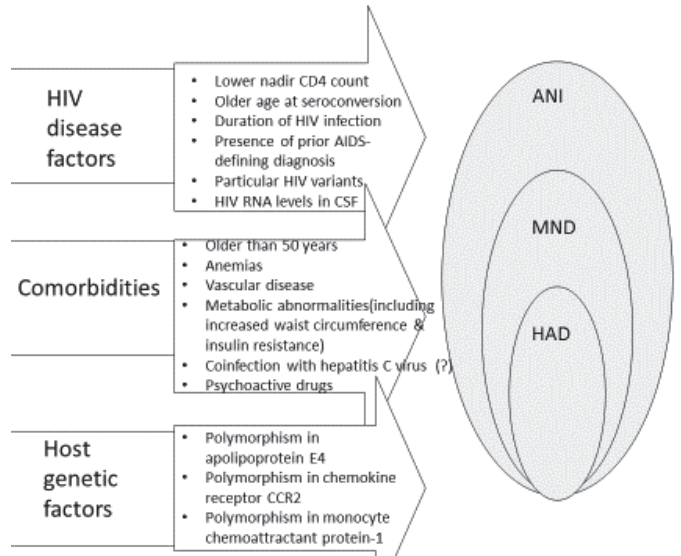 HIV
disease
factors
• Lower nadir CD4 count
• Older age at seroconversion
• Duration of HIV infection
• Presence of prior AIDS-
defining diagnosis
• Particular HIV variants
• HIV RNA levels in CSF
Comorbidities
• Older than 50 years
• Anemias
• Vascular disease
• Metabolic abnormalities(including
increased waist circumference &
insulin resistance)
• Coinfection with hepatitis C virus (?)
• Psychoactive drugs
Host
genetic
factors
• Polymorphism in
apolipoprotein E4
• Polymorphism in chemokine
receptor CCR2
• Polymorphism in monocyte
chemoattractant protein-1
ANI
MND
HAD